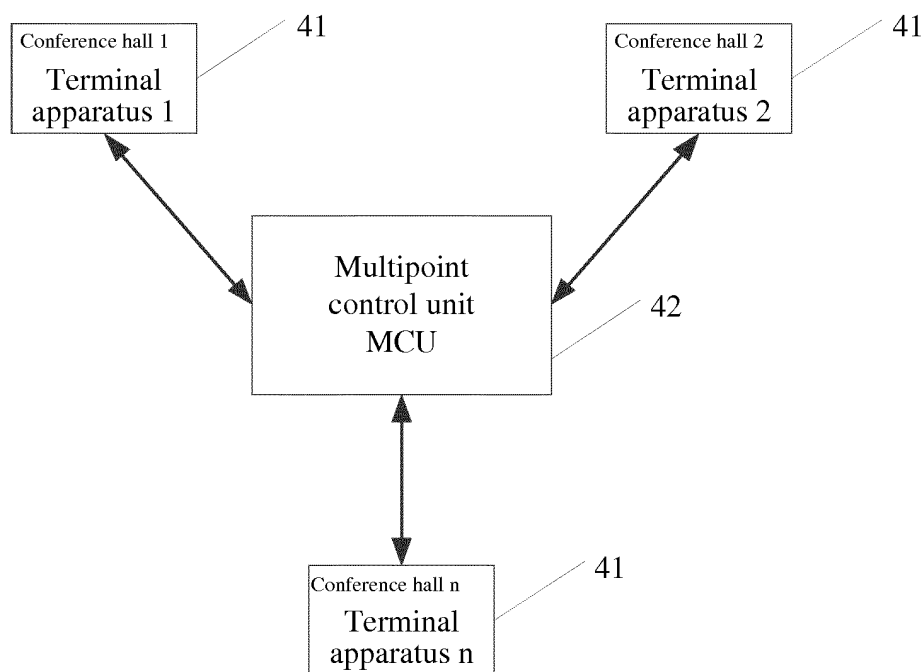 Conference hall 1
Terminal
apparatus 1
41
Conference hall 2
Terminal
apparatus 2
41
Multipoint
control unit
MCU
42
Conference hall n
Terminal
apparatus n
41